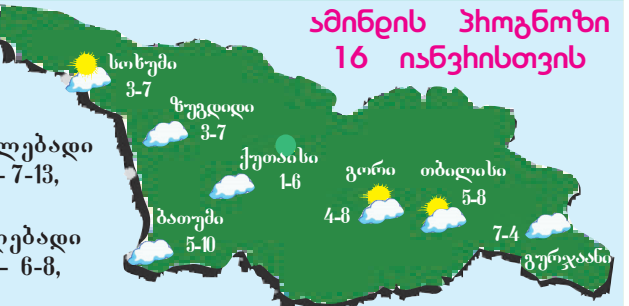 ამინდის პროგნოზი
16 იანვრისთვის
სოხუმი
3-7
ზუგდიდი
3-7
ქუთაისი
1-6
გორი
4-8
თბილისი
5-8
ბათუმი
5-10
7-4
გურჯაანი
ლებადი
- 7-13,
ლებადი
- 6-8,